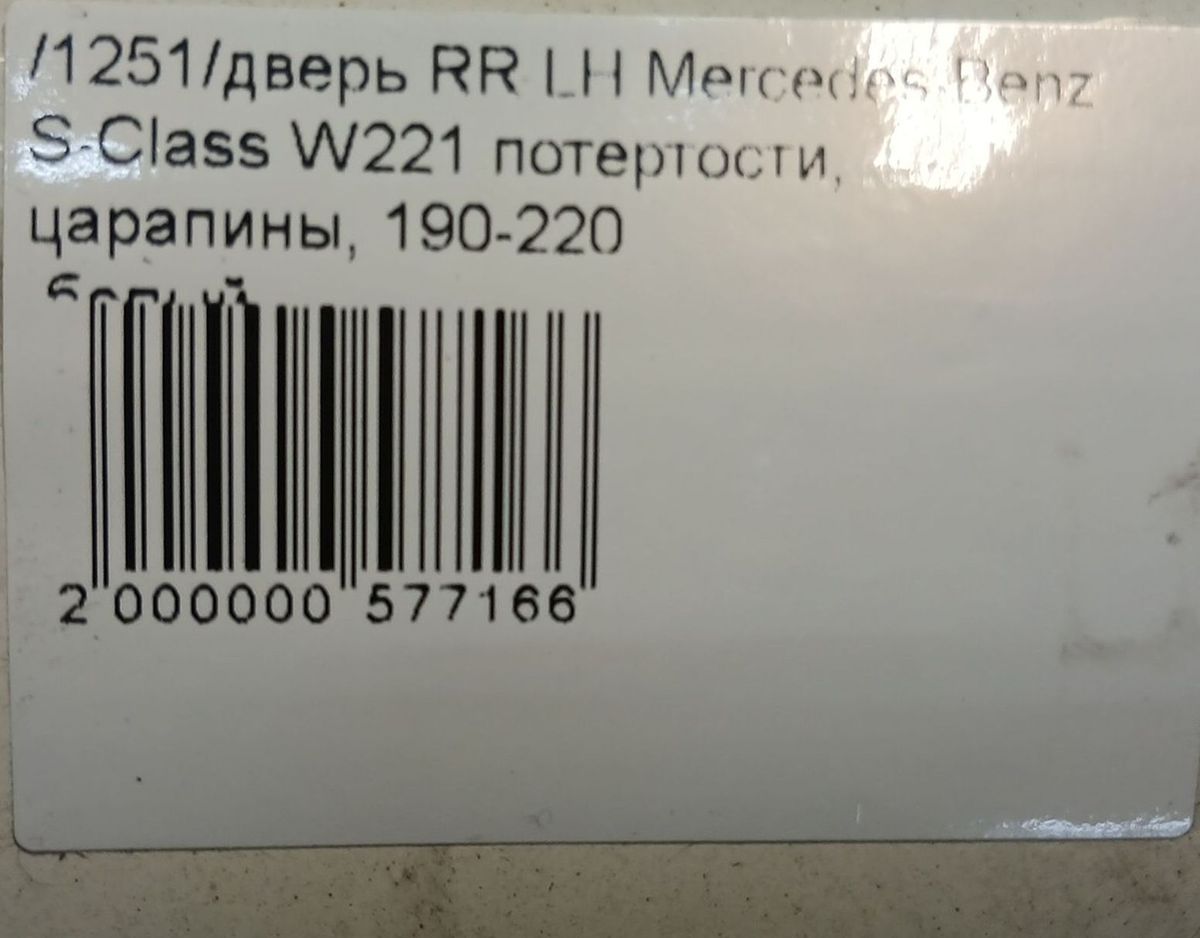 /1251/дверь RR LH Mercedes-Benz
S-Class W221 потертости,
царапины, 190-220
2 000000 577166